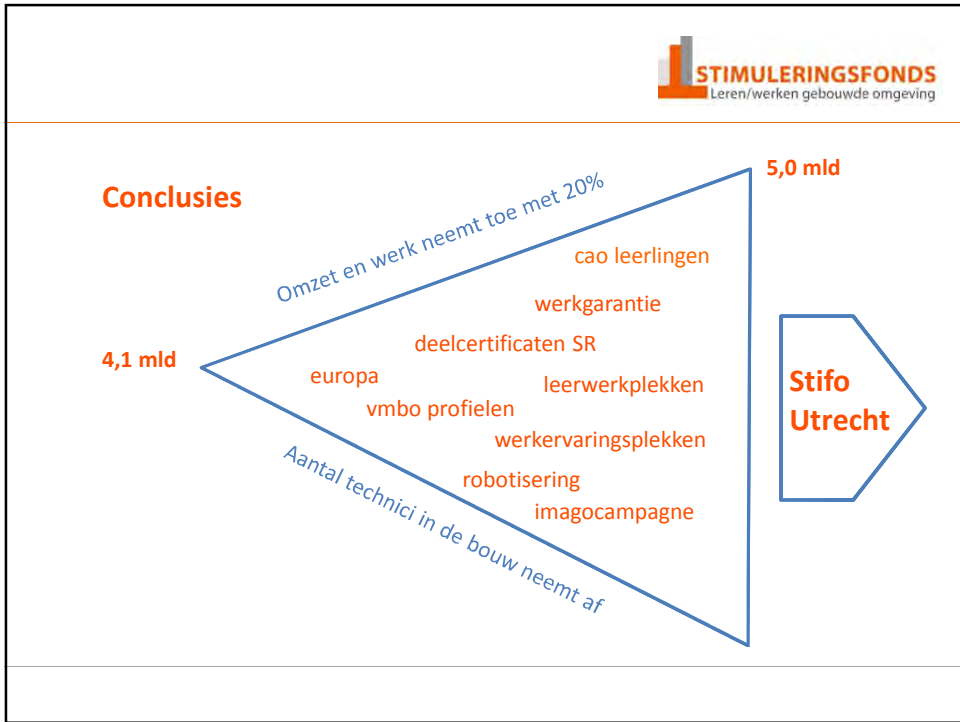 STIMULERINGSFONDS
Leren/werken gebouwde omgeving
Conclusies
5,0 mld
Omzet en werk neemt toe met 20%
cao leerlingen
werkgarantie
deelcertificaten SR
4,1 mld
europa
leerwerkplekken
vmbo profielen
werkervaringsplekken
robotisering
imagocampagne
Aantal technici in de bouw neemt af
Stifo
Utrecht